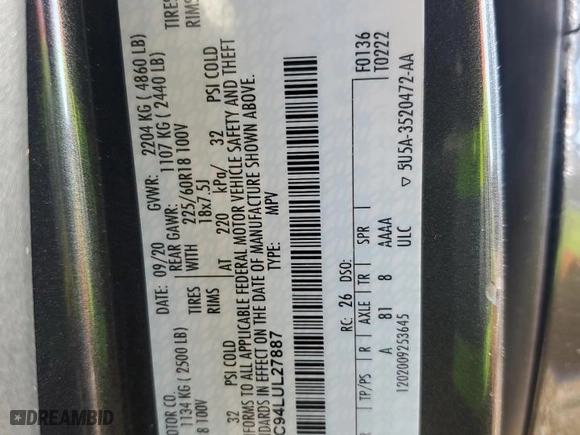 OTOR CO.
DATE: 09/20
GVWR: 2204 KG ( 4860 LB)
1134 KG ( 2500 LB)
REAR GAWR: 1107 KG ( 2440 LB)
8 100V
TIRES WITH 225/60R18 100V
TIRES
RIMS 18x7.5J
RIMS
32 PSI COLD
AT 220 kPa/ 32 PSI COLD
FORMS TO ALL APPLICABLE FEDERAL MOTOR VEHICLE SAFETY AND THEFT
DARDS IN EFFECT ON THE DATE OF MANUFACTURE SHOWN ABOVE.
C94LUL27887
TYPE: MPV
F0136
T0222
RC: 26 DSO:
TP/PS R AXLE TR SPR
A 81 8 AAAA
ULC
1202009253645
5U5A-3520472-AA
DREAMBID